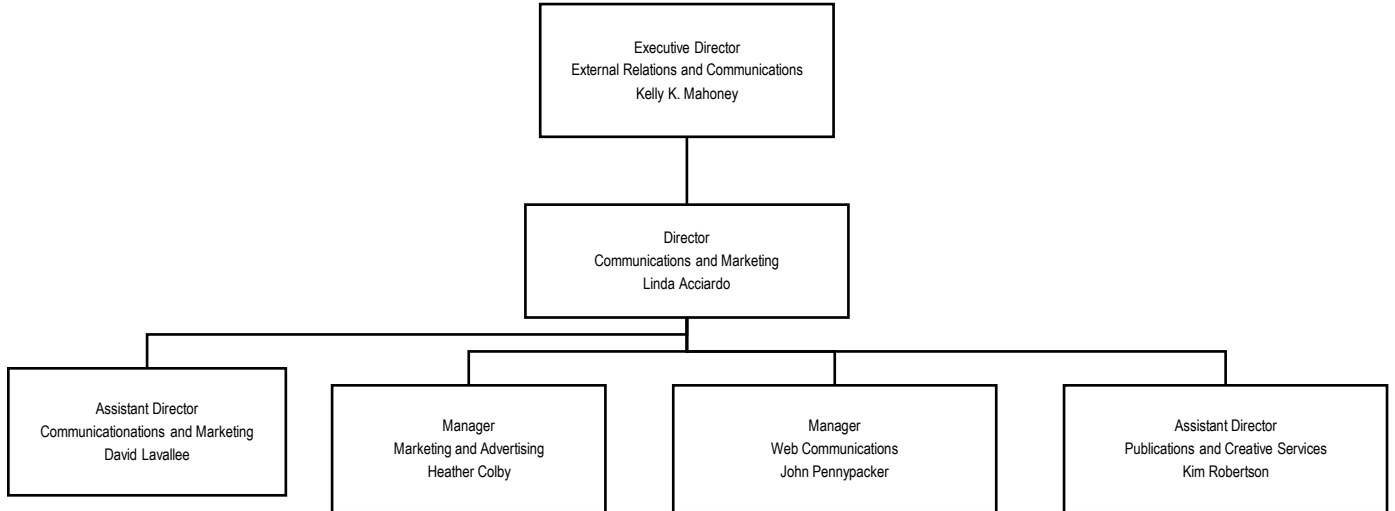 Executive Director
External Relations and Communications
Kelly K. Mahoney
Director
Communications and Marketing
Linda Acciardo
Assistant Director
Communicationations and Marketing
David Lavallee
Manager
Marketing and Advertising
Heather Colby
Manager
Web Communications
John Pennypacker
Assistant Director
Publications and Creative Services
Kim Robertson